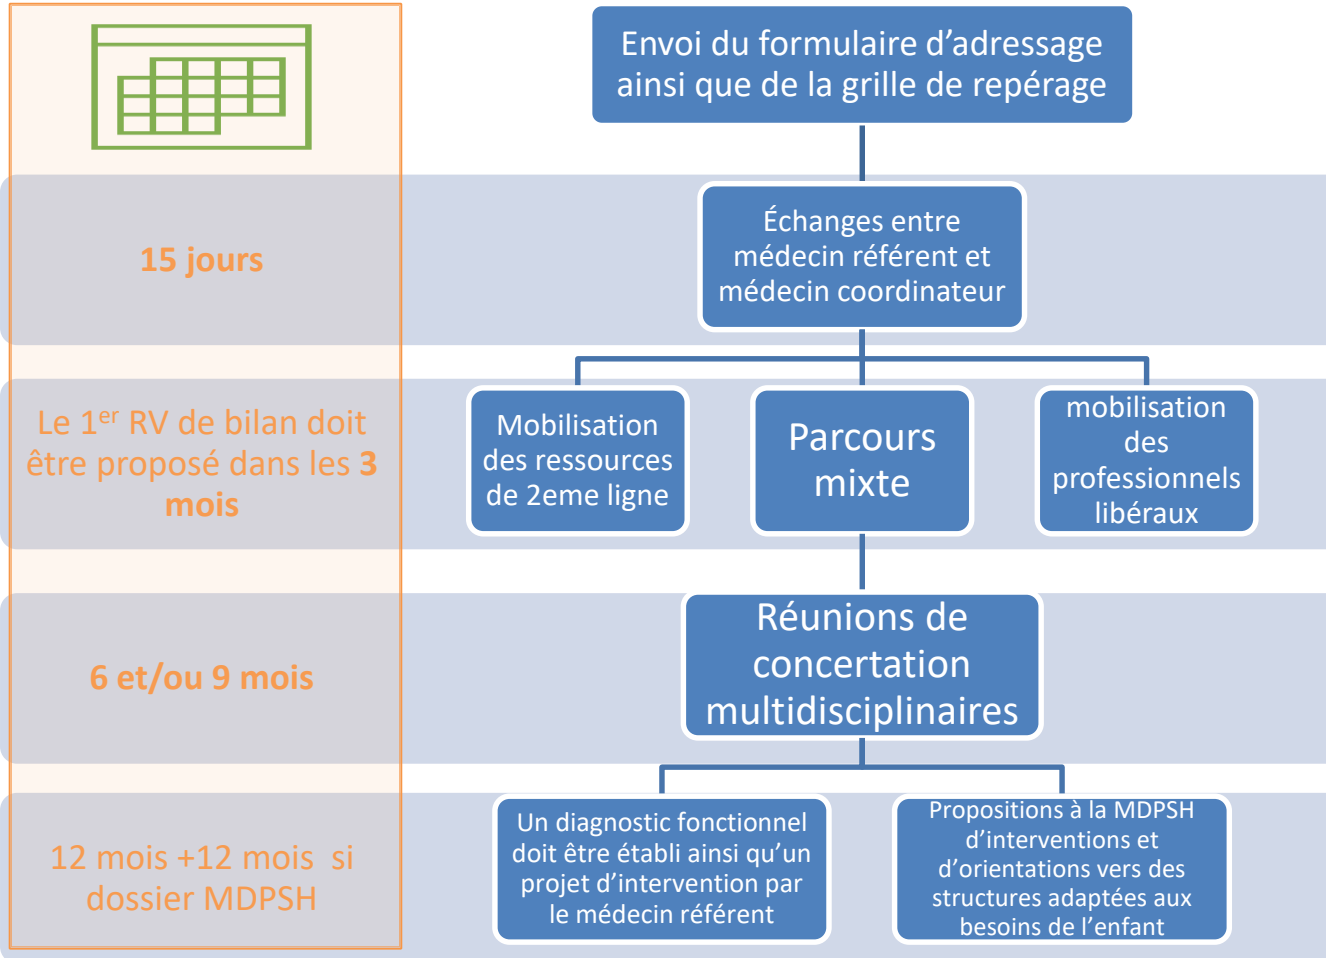 Envoi du formulaire d’adressage
ainsi que de la grille de repérage
15 jours
Échanges entre
médecin référent et
médecin coordinateur
Le 1er RV de bilan doit
être proposé dans les 3
mois
Mobilisation
des ressources
de 2eme ligne
Parcours
mixte
mobilisation
des
professionnels
libéraux
6 et/ou 9 mois
Réunions de
concertation
multidisciplinaires
12 mois +12 mois si
dossier MDPSH
Un diagnostic fonctionnel
doit être établi ainsi qu’un
projet d’intervention par
le médecin référent
Propositions à la MDPSH
d’interventions et
d’orientations vers des
structures adaptées aux
besoins de l’enfant